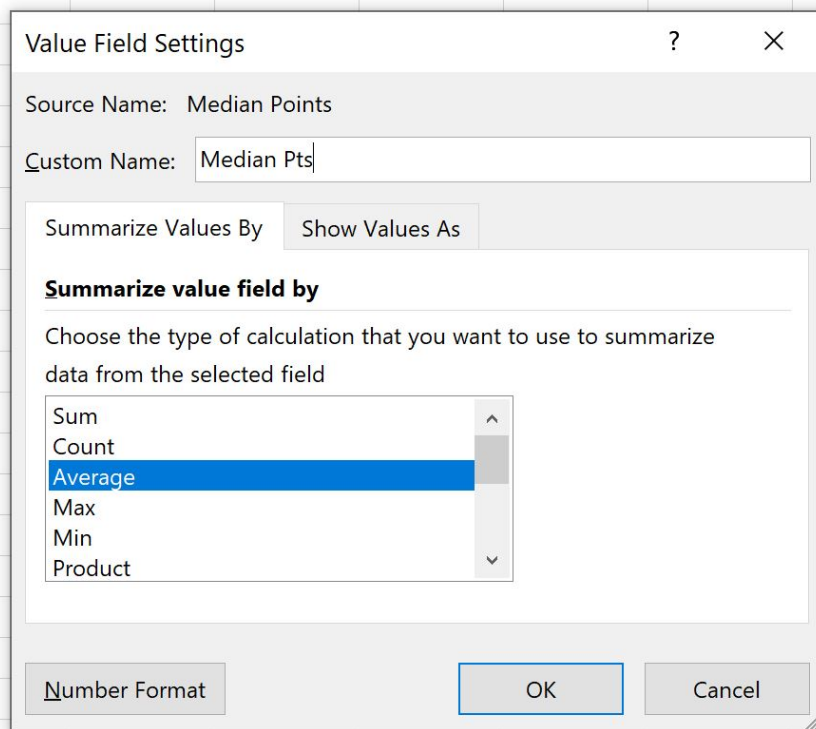 Value Field Settings ?
Source Name: Median Points
Custom Name: Median Pts
Summarize Values By Show Values As
Summarize value field by
Choose the type of calculation that you want to use to summarize
data from the selected field
Sum
Count
Average
Max
Min
Product
Number Format OK Cancel